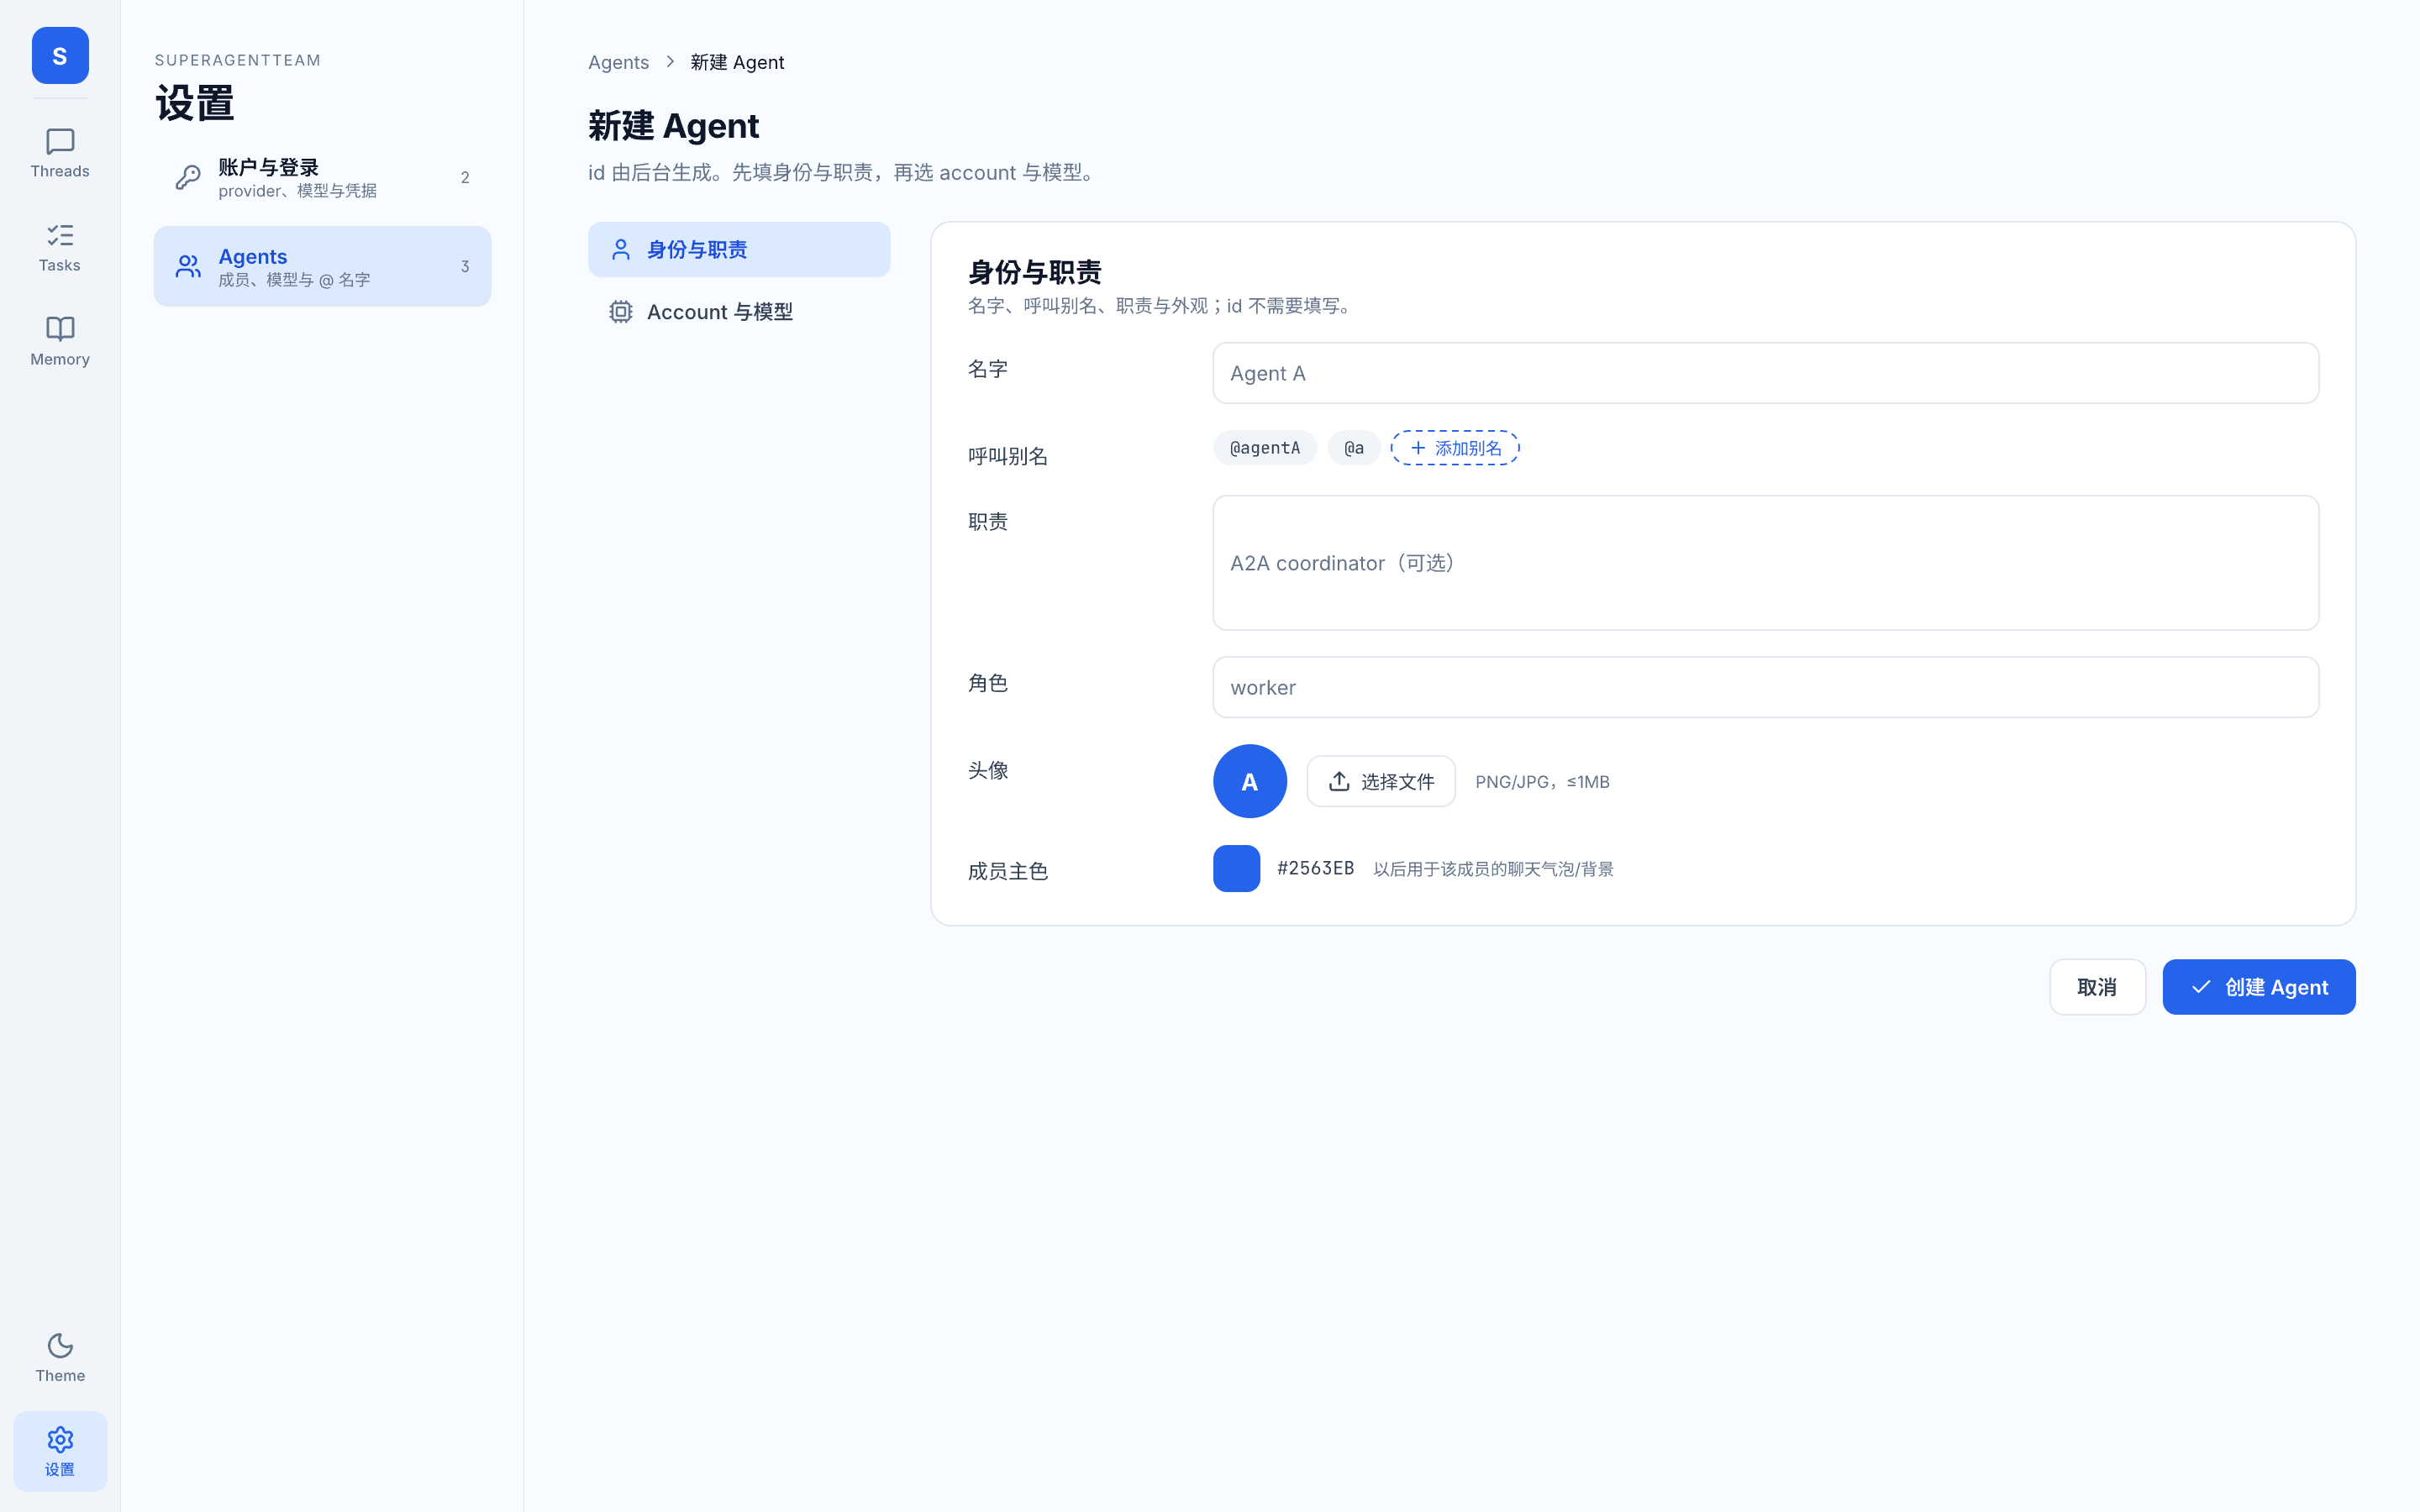 S
Threads
Tasks
Memory
Theme
设置
SUPERAGENTTEAM
设置
账户与登录
provider、模型与凭据
2
Agents
成员、模型与 @ 名字
3
Agents > 新建 Agent
新建 Agent
id 由后台生成。先填身份与职责，再选 account 与模型。
身份与职责
Account 与模型
身份与职责
名字、呼叫别名、职责与外观；id 不需要填写。
名字
Agent A
呼叫别名
@agentA @a + 添加别名
职责
A2A coordinator（可选）
角色
worker
头像
A 选择文件 PNG/JPG，≤1MB
成员主色
#2563EB 以后用于该成员的聊天气泡/背景
取消 创建 Agent